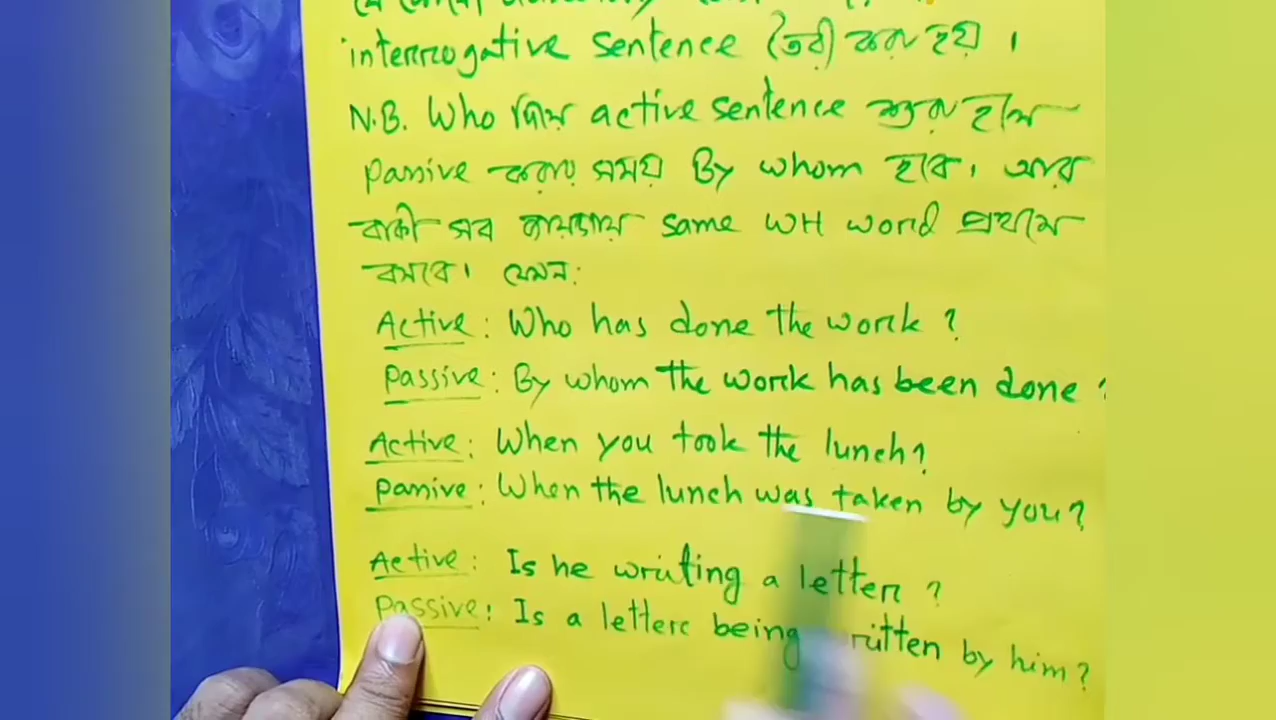 interrogative sentence তৈরী করা হয় ।
N.B. Who দিয়ে active sentence শুরু হলে
passive করার সময় By whom হবে। আর
বাকী সব জায়গায় same WH word প্রথমে
বসবে। যেমন:
Active: Who has done the work ?
Passive: By whom the work has been done ?
Active: When you took the lunch?
Passive: When the lunch was taken by you?
Active: Is he writing a letter ?
Passive: Is a letter being written by him?